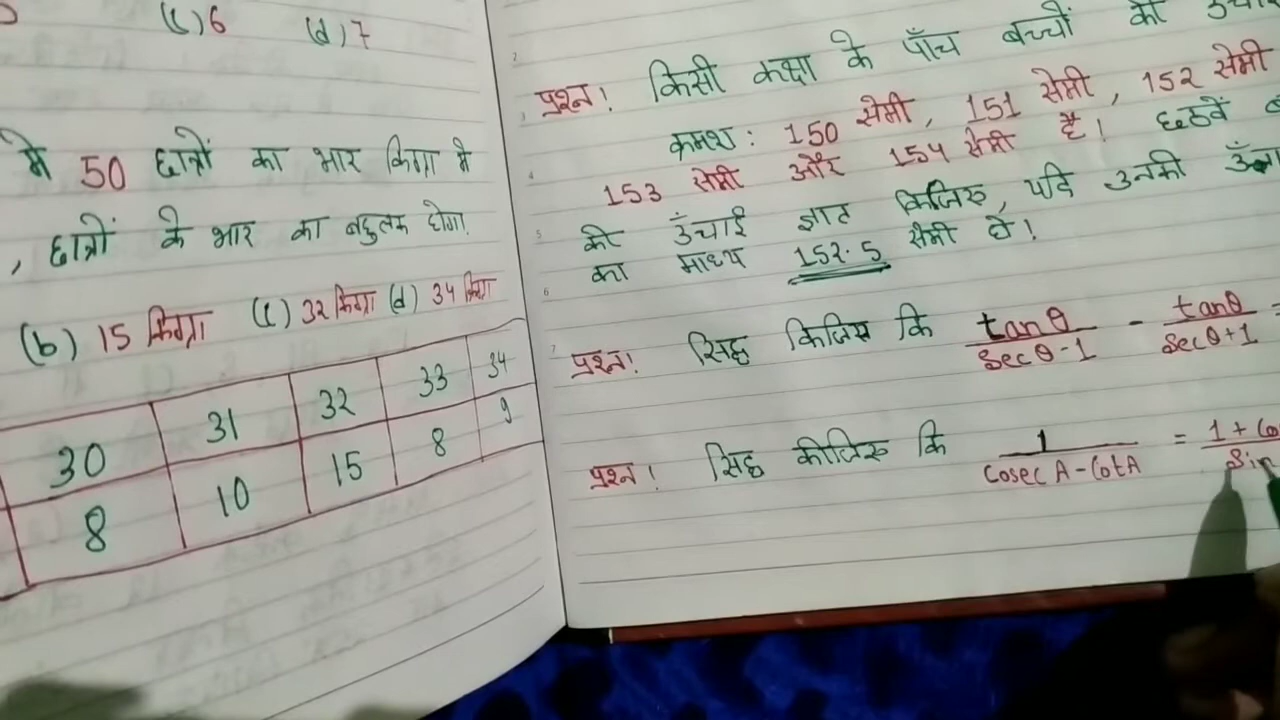 (c) 6 (d) 7
मे 50 छात्रों का भार किग्रा मे
, छात्रों के भार का बहुलक होगा.
(b) 15 किग्रा (c) 32 किग्रा (d) 34 किग्रा
30 31 32 33 34
8 10 15 8 9
प्रश्न! किसी कक्षा के पाँच बच्चों की
क्रमश: 150 सेमी, 151 सेमी, 152 सेमी
153 सेमी और 154 सेमी है! छठवें
की ऊँचाई ज्ञात किजिए, यदि उनकी
का माध्य 152.5 सेमी है!
प्रश्न! सिद्ध किजिए कि tanθ/secθ-1 - tanθ/secθ+1 =
प्रश्न! सिद्ध कीजिए कि 1/cosec A - cotA = 1 +